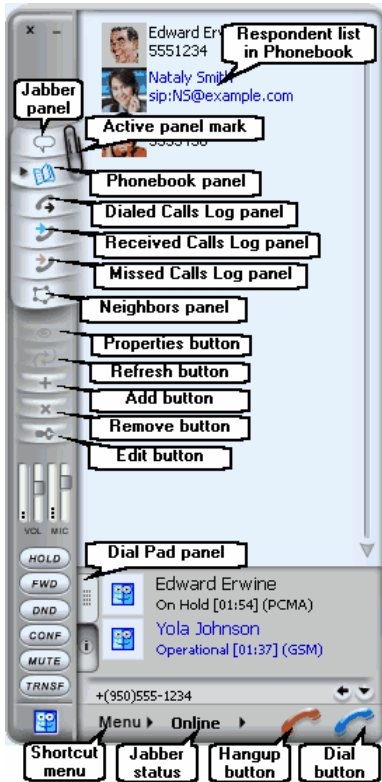 x –
Edward Erw
5551234
Respondent list
in Phonebook
Nataly Smith
sip:NS@example.com
Jabber
panel
Active panel mark
Phonebook panel
Dialed Calls Log panel
Received Calls Log panel
Missed Calls Log panel
Neighbors panel
Properties button
Refresh button
Add button
Remove button
Edit button
VOL MIC
HOLD
FWD
DND
CONF
MUTE
TRNSF
Dial Pad panel
Edward Erwine
On Hold [01:54] (PCMA)
Yola Johnson
Operational [01:37] (GSM)
i
+(950)555-1234
Menu Online
Shortcut
menu
Jabber
status
Hangup
button
Dial
button